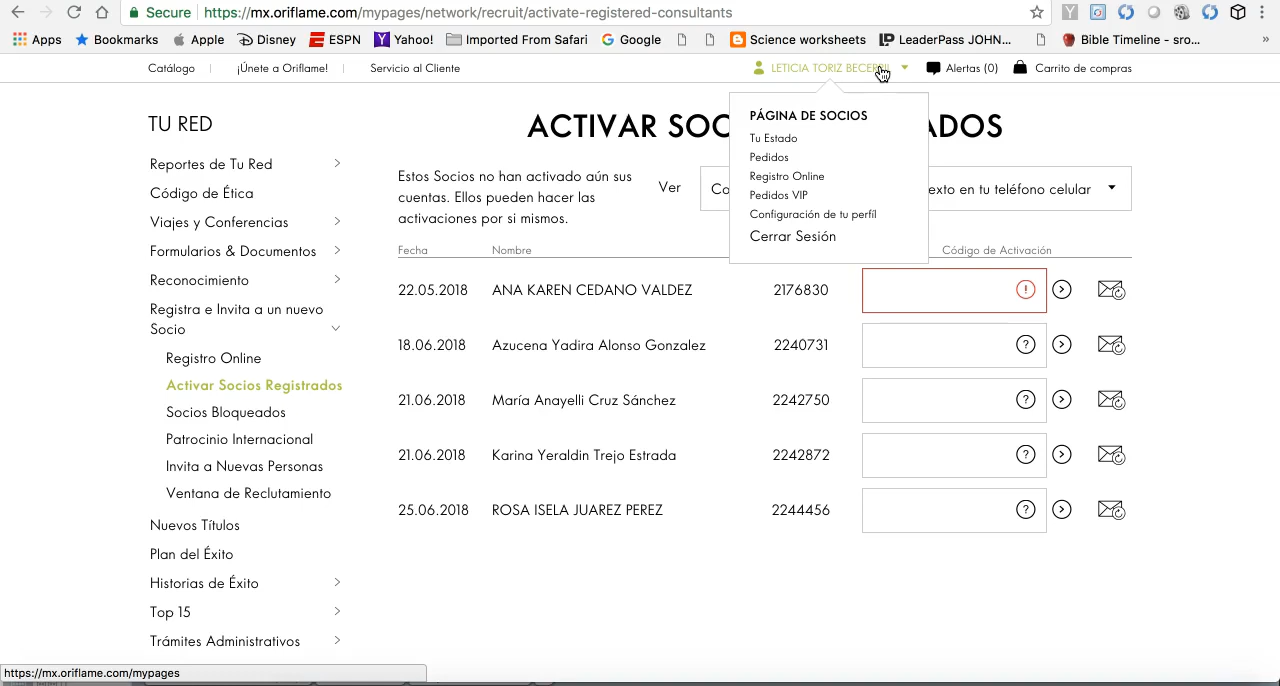 Secure https://mx.oriflame.com/mypages/network/recruit/activate-registered-consultants
Apps Bookmarks Apple Disney ESPN Yahoo! Imported From Safari Google Science worksheets LeaderPass JOHN... Bible Timeline - sro... »
Catálogo ¡Únete a Oriflame! Servicio al Cliente LETICIA TORIZ BECERRIL Alertas (0) Carrito de compras
PÁGINA DE SOCIOS
Tu Estado
Pedidos
Registro Online
Pedidos VIP
Configuración de tu perfíl
Cerrar Sesión
TU RED
Reportes de Tu Red
Código de Ética
Viajes y Conferencias
Formularios & Documentos
Reconocimiento
Registra e Invita a un nuevo
Socio
Registro Online
Activar Socios Registrados
Socios Bloqueados
Patrocinio Internacional
Invita a Nuevas Personas
Ventana de Reclutamiento
Nuevos Títulos
Plan del Éxito
Historias de Éxito
Top 15
Trámites Administrativos
ACTIVAR SOC ADOS
Estos Socios no han activado aún sus
cuentas. Ellos pueden hacer las
activaciones por si mismos.
Ver Co exto en tu teléfono celular
Fecha Nombre Código de Activación
22.05.2018 ANA KAREN CEDANO VALDEZ 2176830
18.06.2018 Azucena Yadira Alonso Gonzalez 2240731
21.06.2018 María Anayelli Cruz Sánchez 2242750
21.06.2018 Karina Yeraldin Trejo Estrada 2242872
25.06.2018 ROSA ISELA JUAREZ PEREZ 2244456
https://mx.oriflame.com/mypages